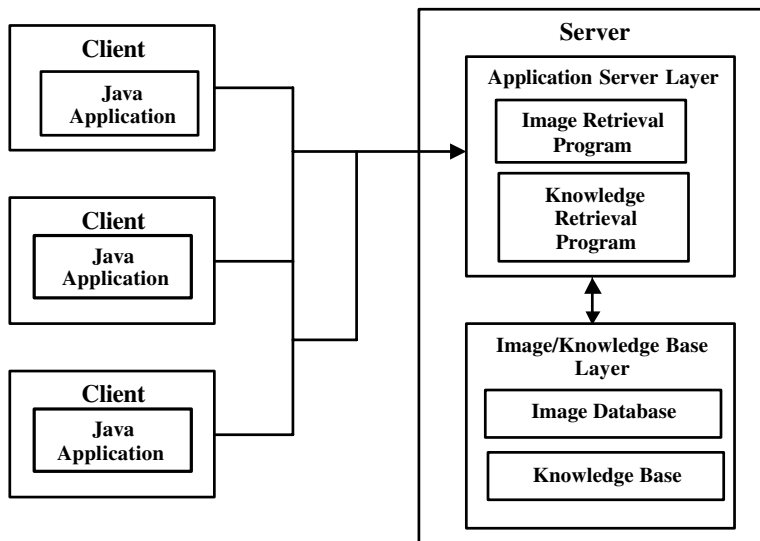 Client
Java
Application
Client
Java
Application
Client
Java
Application
Server
Application Server Layer
Image Retrieval
Program
Knowledge
Retrieval
Program
Image/Knowledge Base
Layer
Image Database
Knowledge Base